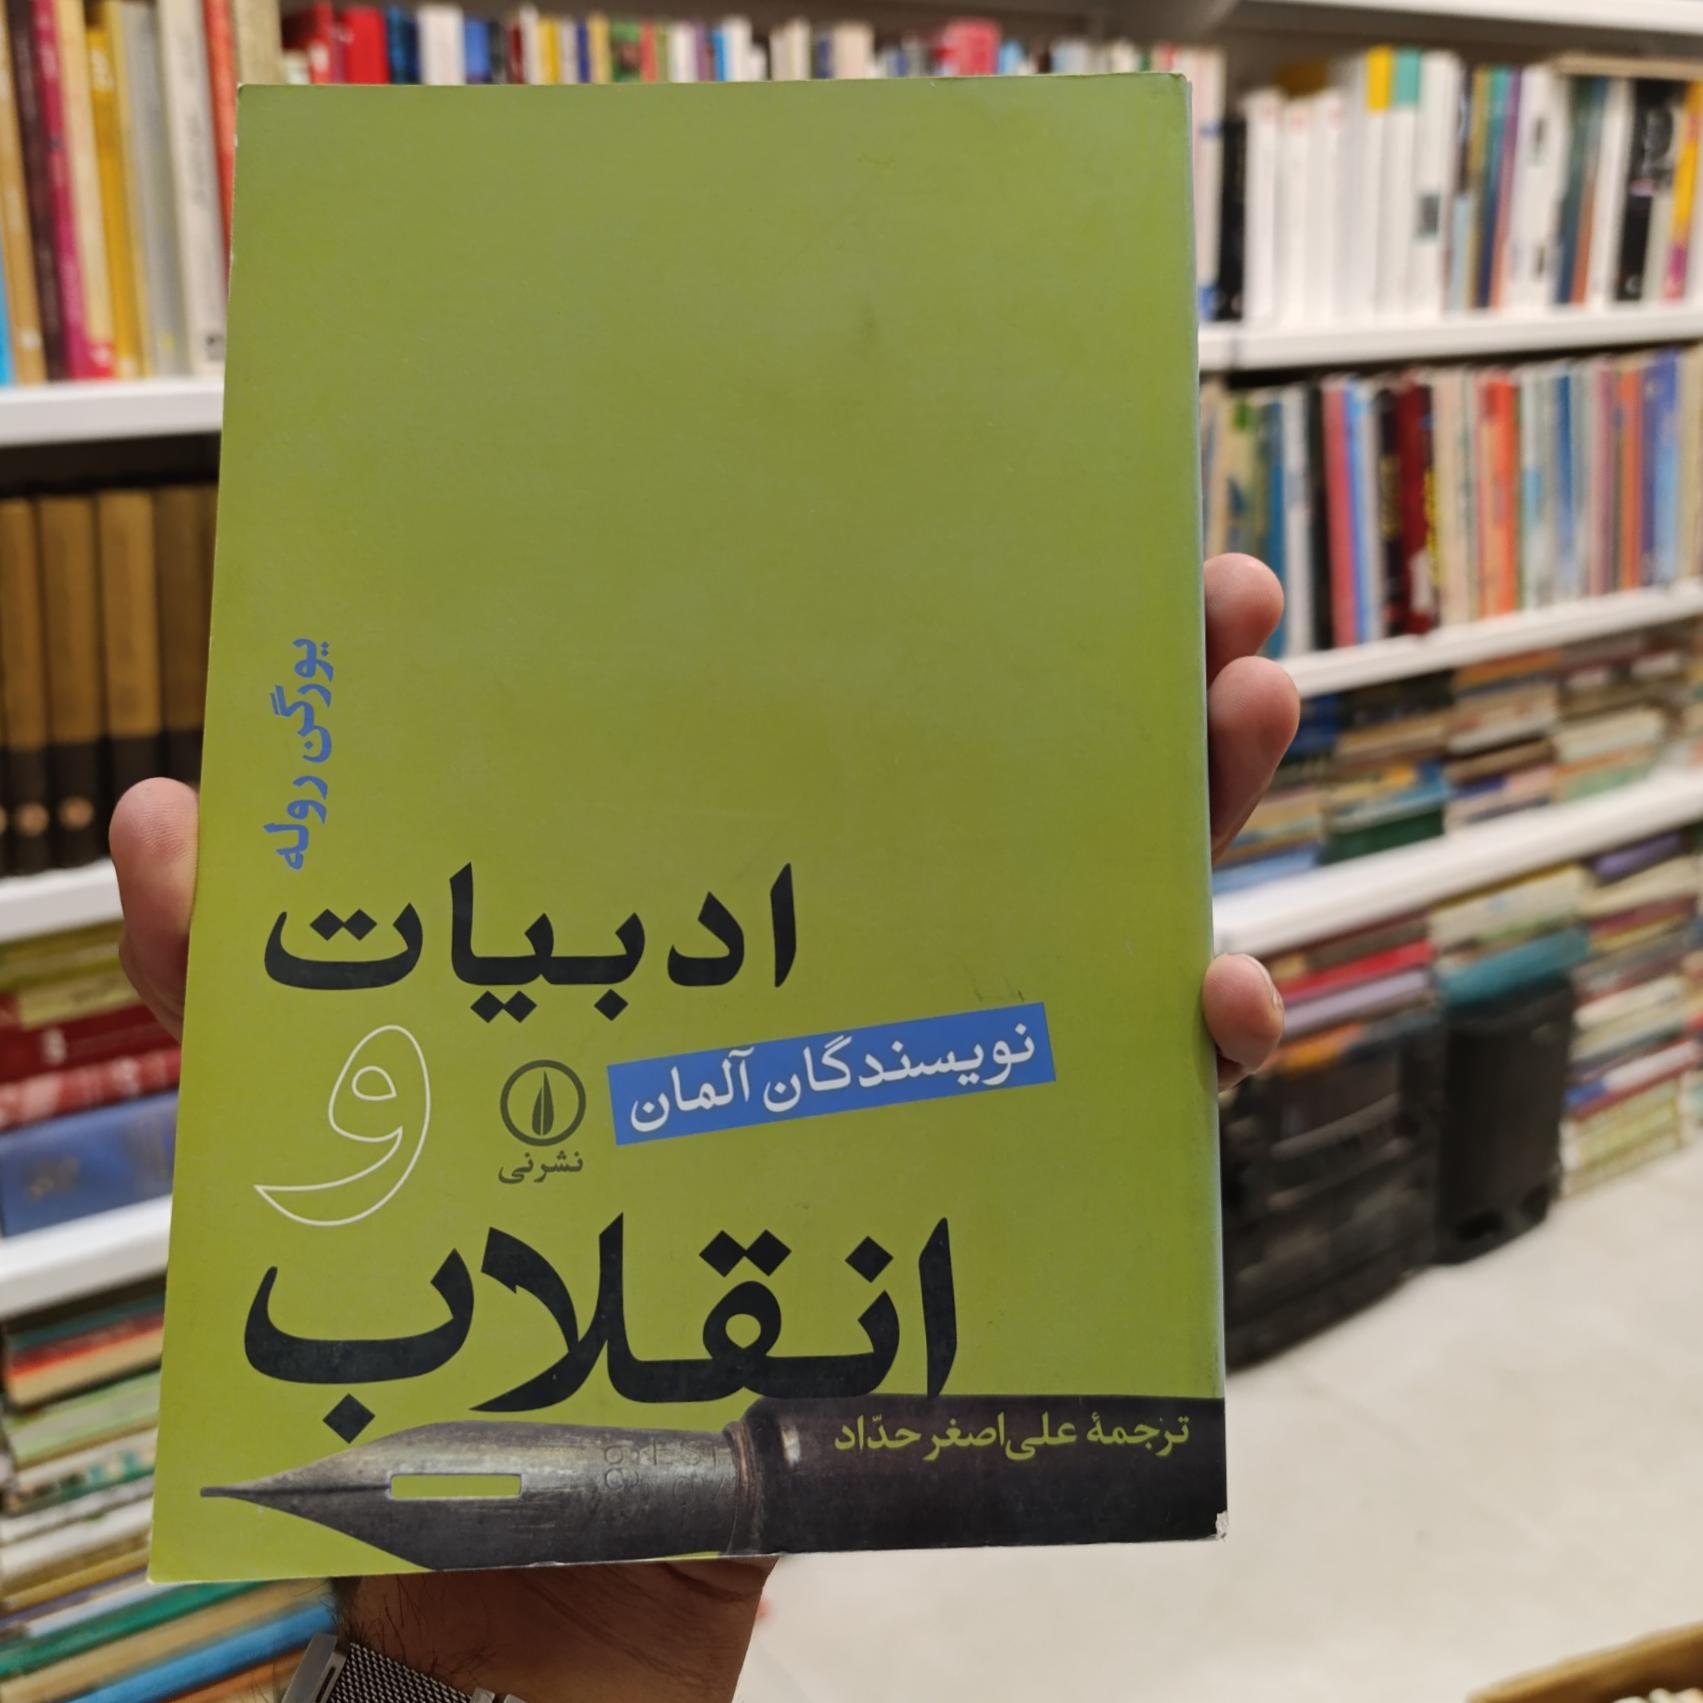 یورگن روله
ادبیات
و
نویسندگان آلمان
نشرنی
انقلاب
ترجمهٔ علی‌اصغر حدّاد